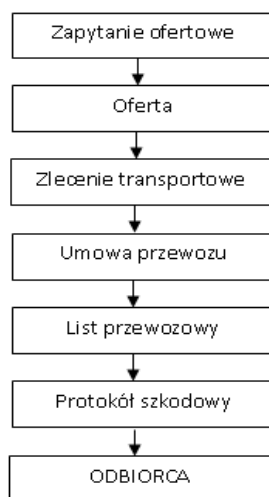 Zapytanie ofertowe
Oferta
Zlecenie transportowe
Umowa przewozu
List przewozowy
Protokół szkodowy
ODBIORCA